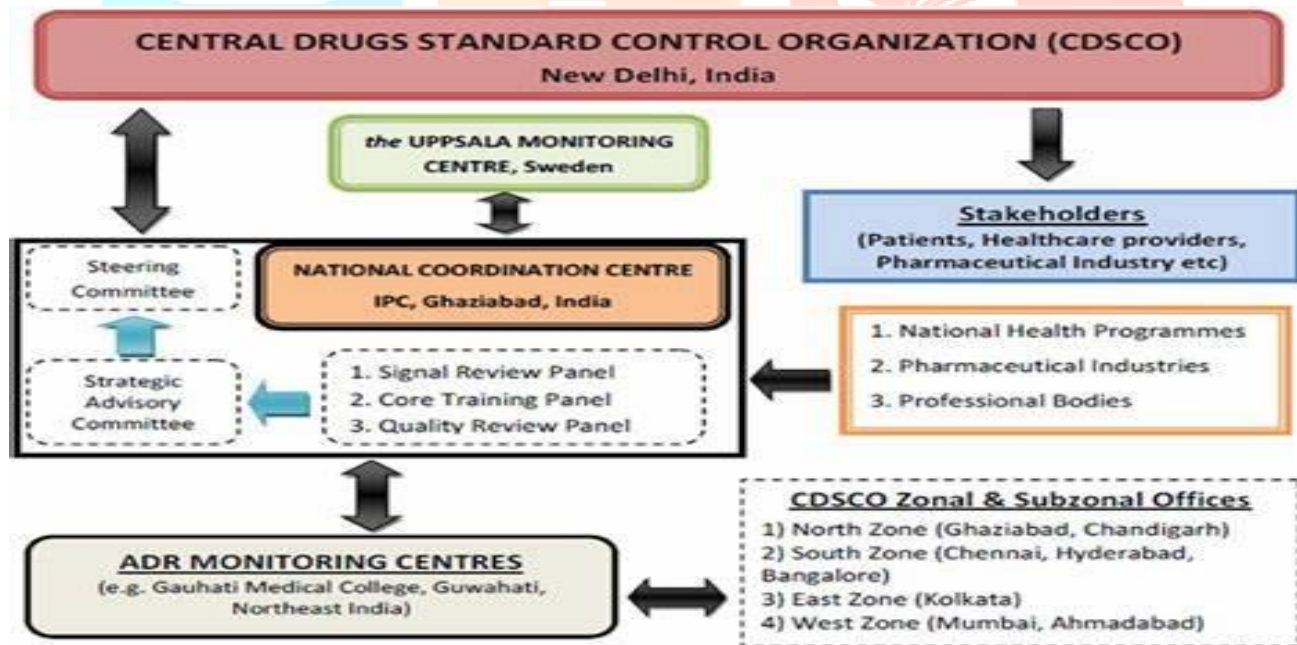 CENTRAL DRUGS STANDARD CONTROL ORGANIZATION (CDSCO)
New Delhi, India
the UPPSALA MONITORING
CENTRE, Sweden
Stakeholders
(Patients, Healthcare providers,
Pharmaceutical Industry etc)
Steering
Committee
NATIONAL COORDINATION CENTRE
IPC, Ghaziabad, India
Strategic
Advisory
Committee
1. Signal Review Panel
2. Core Training Panel
3. Quality Review Panel
1. National Health Programmes
2. Pharmaceutical Industries
3. Professional Bodies
ADR MONITORING CENTRES
(e.g. Gauhati Medical College, Guwahati,
Northeast India)
CDSCO Zonal & Subzonal Offices
1) North Zone (Ghaziabad, Chandigarh)
2) South Zone (Chennai, Hyderabad,
Bangalore)
3) East Zone (Kolkata)
4) West Zone (Mumbai, Ahmadabad)